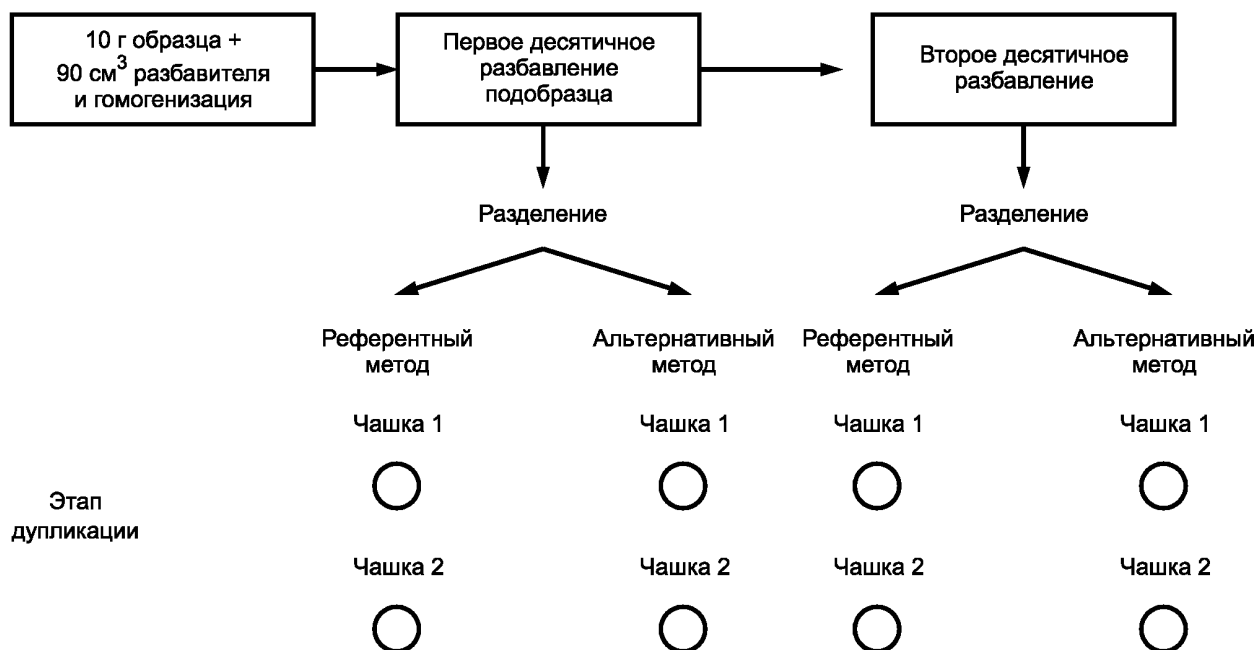 10 г образца +
90 см³ разбавителя
и гомогенизация
Первое десятичное
разбавление
подобразца
Второе десятичное
разбавление
Разделение
Разделение
Референтный
метод
Альтернативный
метод
Референтный
метод
Альтернативный
метод
Чашка 1
Чашка 1
Чашка 1
Чашка 1
Этап
дупликации
Чашка 2
Чашка 2
Чашка 2
Чашка 2